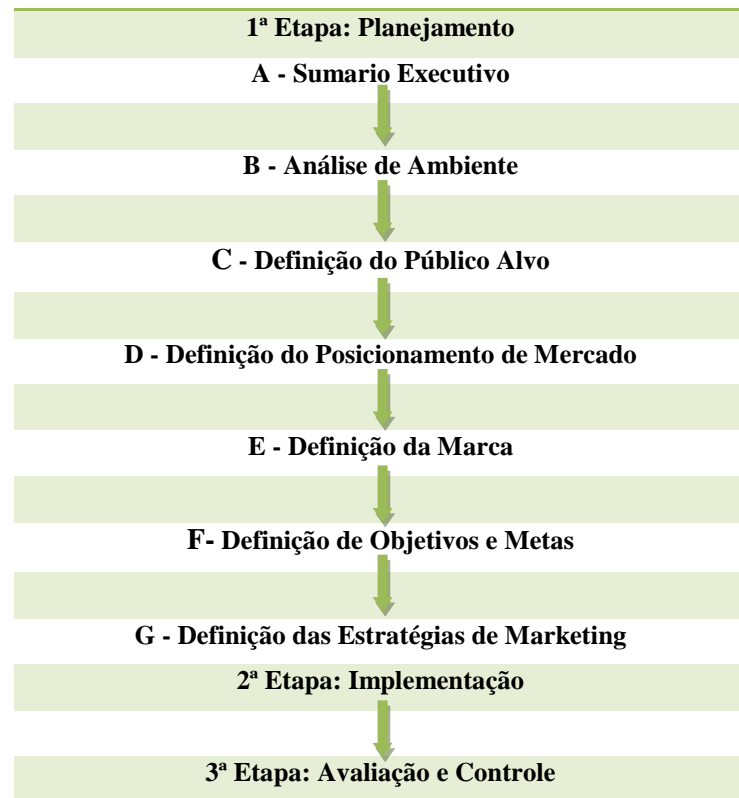 1ª Etapa: Planejamento
A - Sumario Executivo
B - Análise de Ambiente
C - Definição do Público Alvo
D - Definição do Posicionamento de Mercado
E - Definição da Marca
F- Definição de Objetivos e Metas
G - Definição das Estratégias de Marketing
2ª Etapa: Implementação
3ª Etapa: Avaliação e Controle